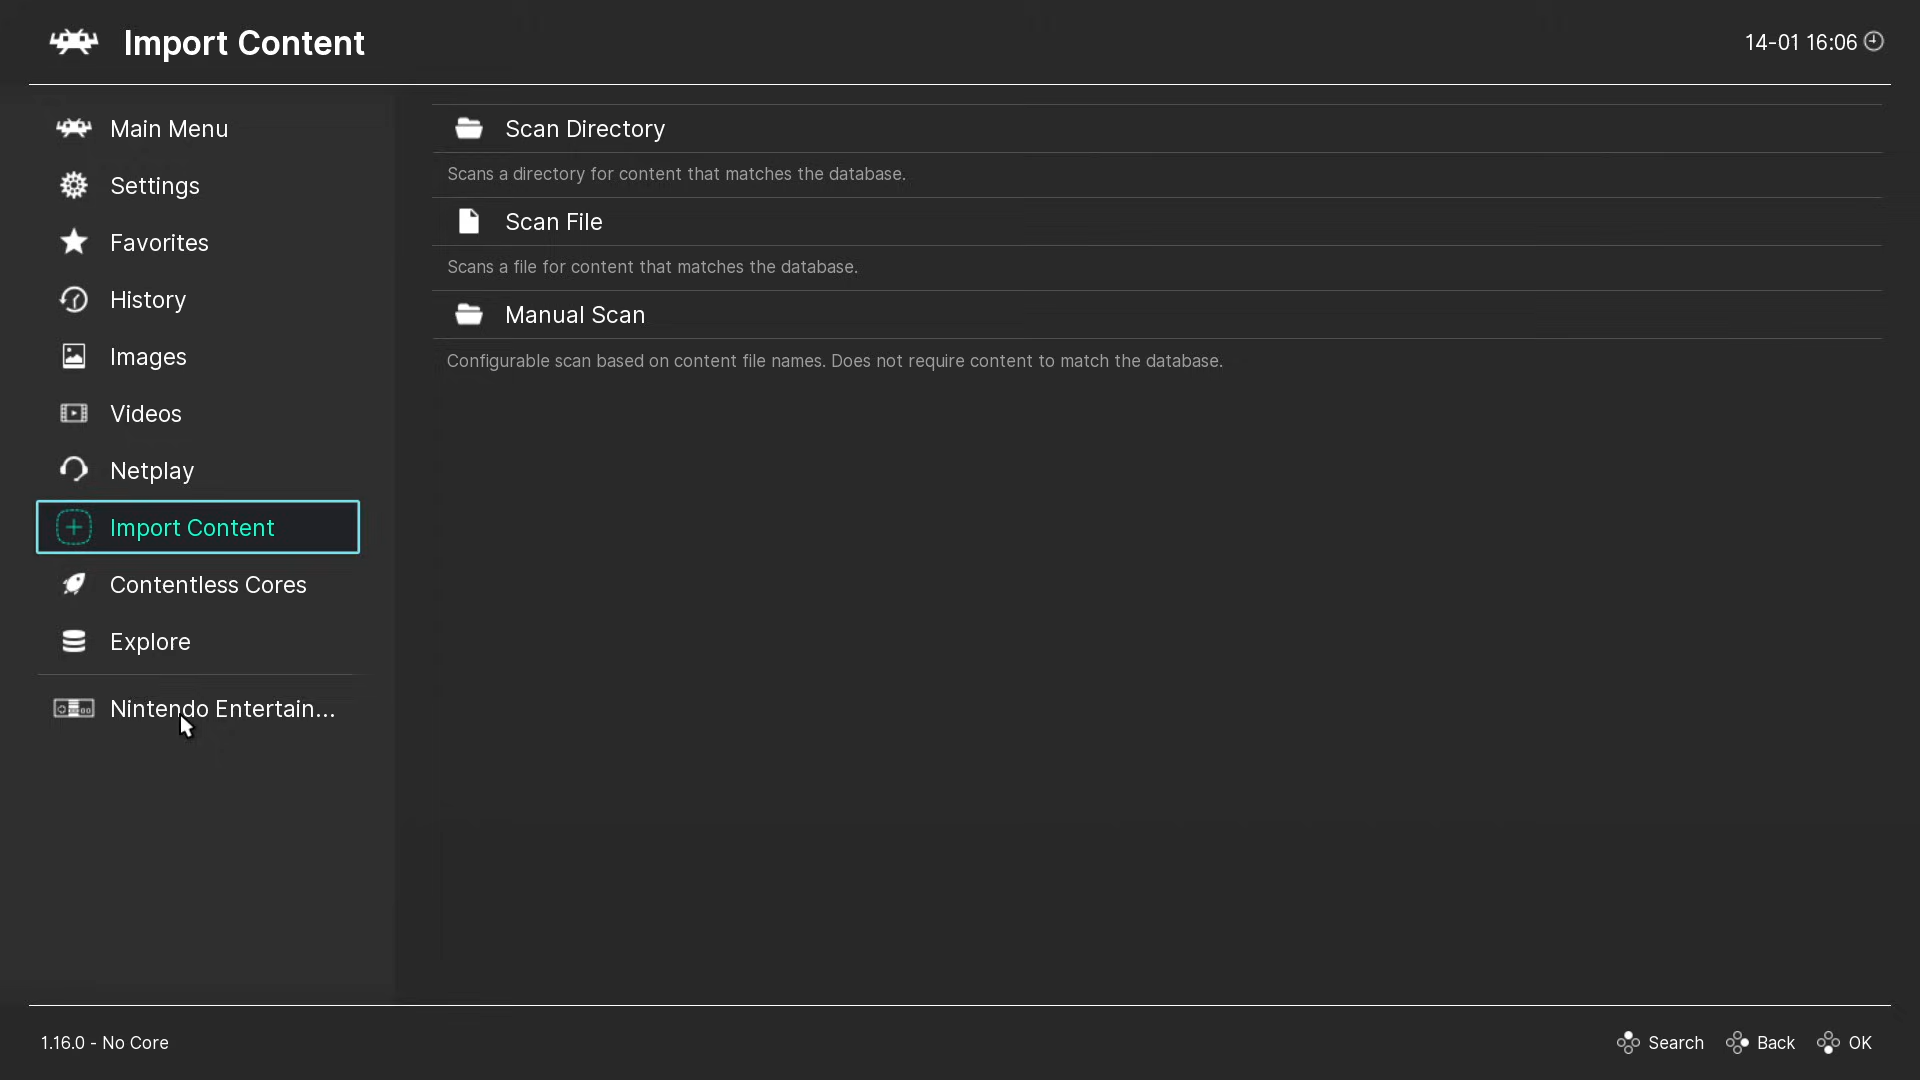 Import Content
14-01 16:06
Main Menu
Settings
Favorites
History
Images
Videos
Netplay
Import Content
Contentless Cores
Explore
Nintendo Entertain...
Scan Directory
Scans a directory for content that matches the database.
Scan File
Scans a file for content that matches the database.
Manual Scan
Configurable scan based on content file names. Does not require content to match the database.
1.16.0 - No Core
Search Back OK